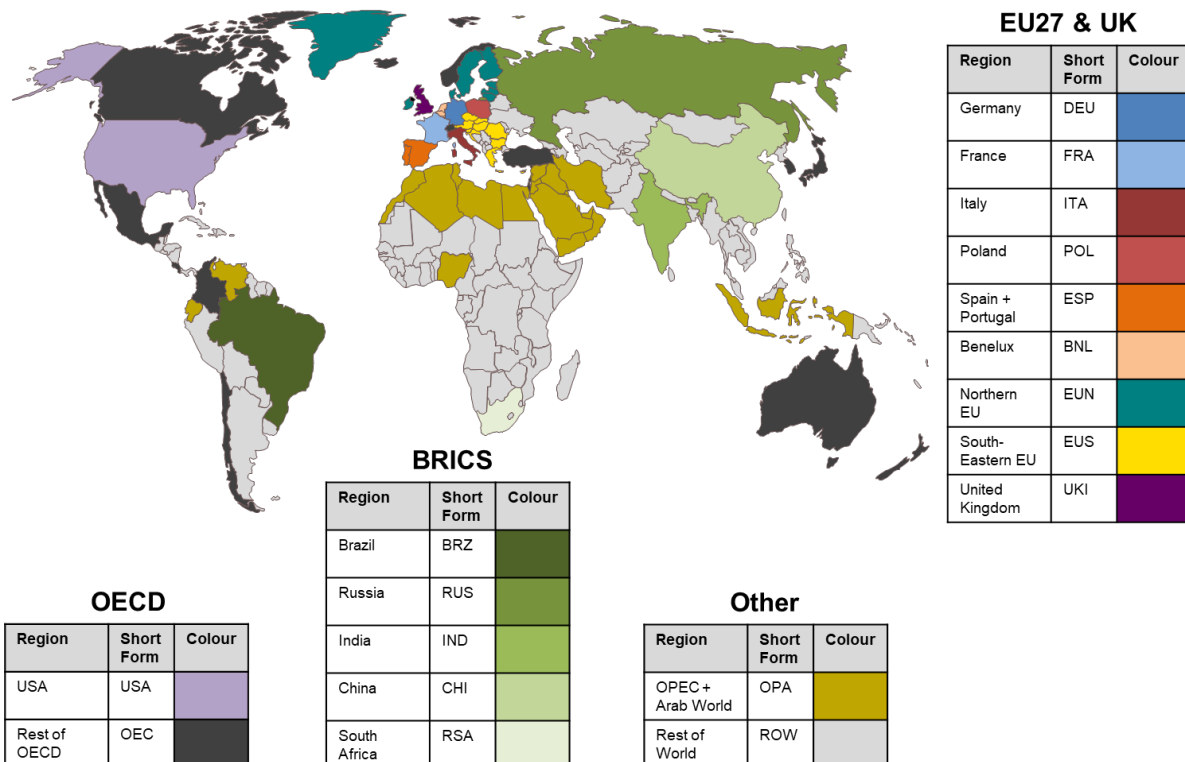 EU27 & UK
Region Short Form Colour
Germany DEU
France FRA
Italy ITA
Poland POL
Spain + Portugal ESP
Benelux BNL
Northern EU EUN
South-Eastern EU EUS
United Kingdom UKI
BRICS
Region Short Form Colour
Brazil BRZ
Russia RUS
India IND
China CHI
South Africa RSA
OECD
Region Short Form Colour
USA USA
Rest of OECD OEC
Other
Region Short Form Colour
OPEC + Arab World OPA
Rest of World ROW